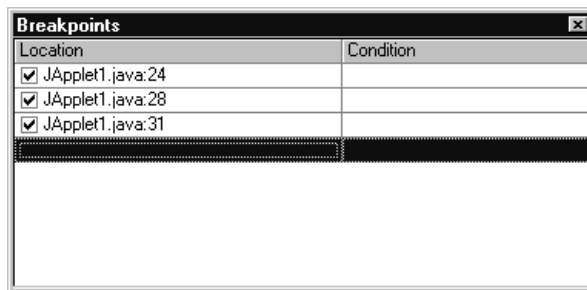 Breakpoints
Location Condition
JApplet1.java:24
JApplet1.java:28
JApplet1.java:31